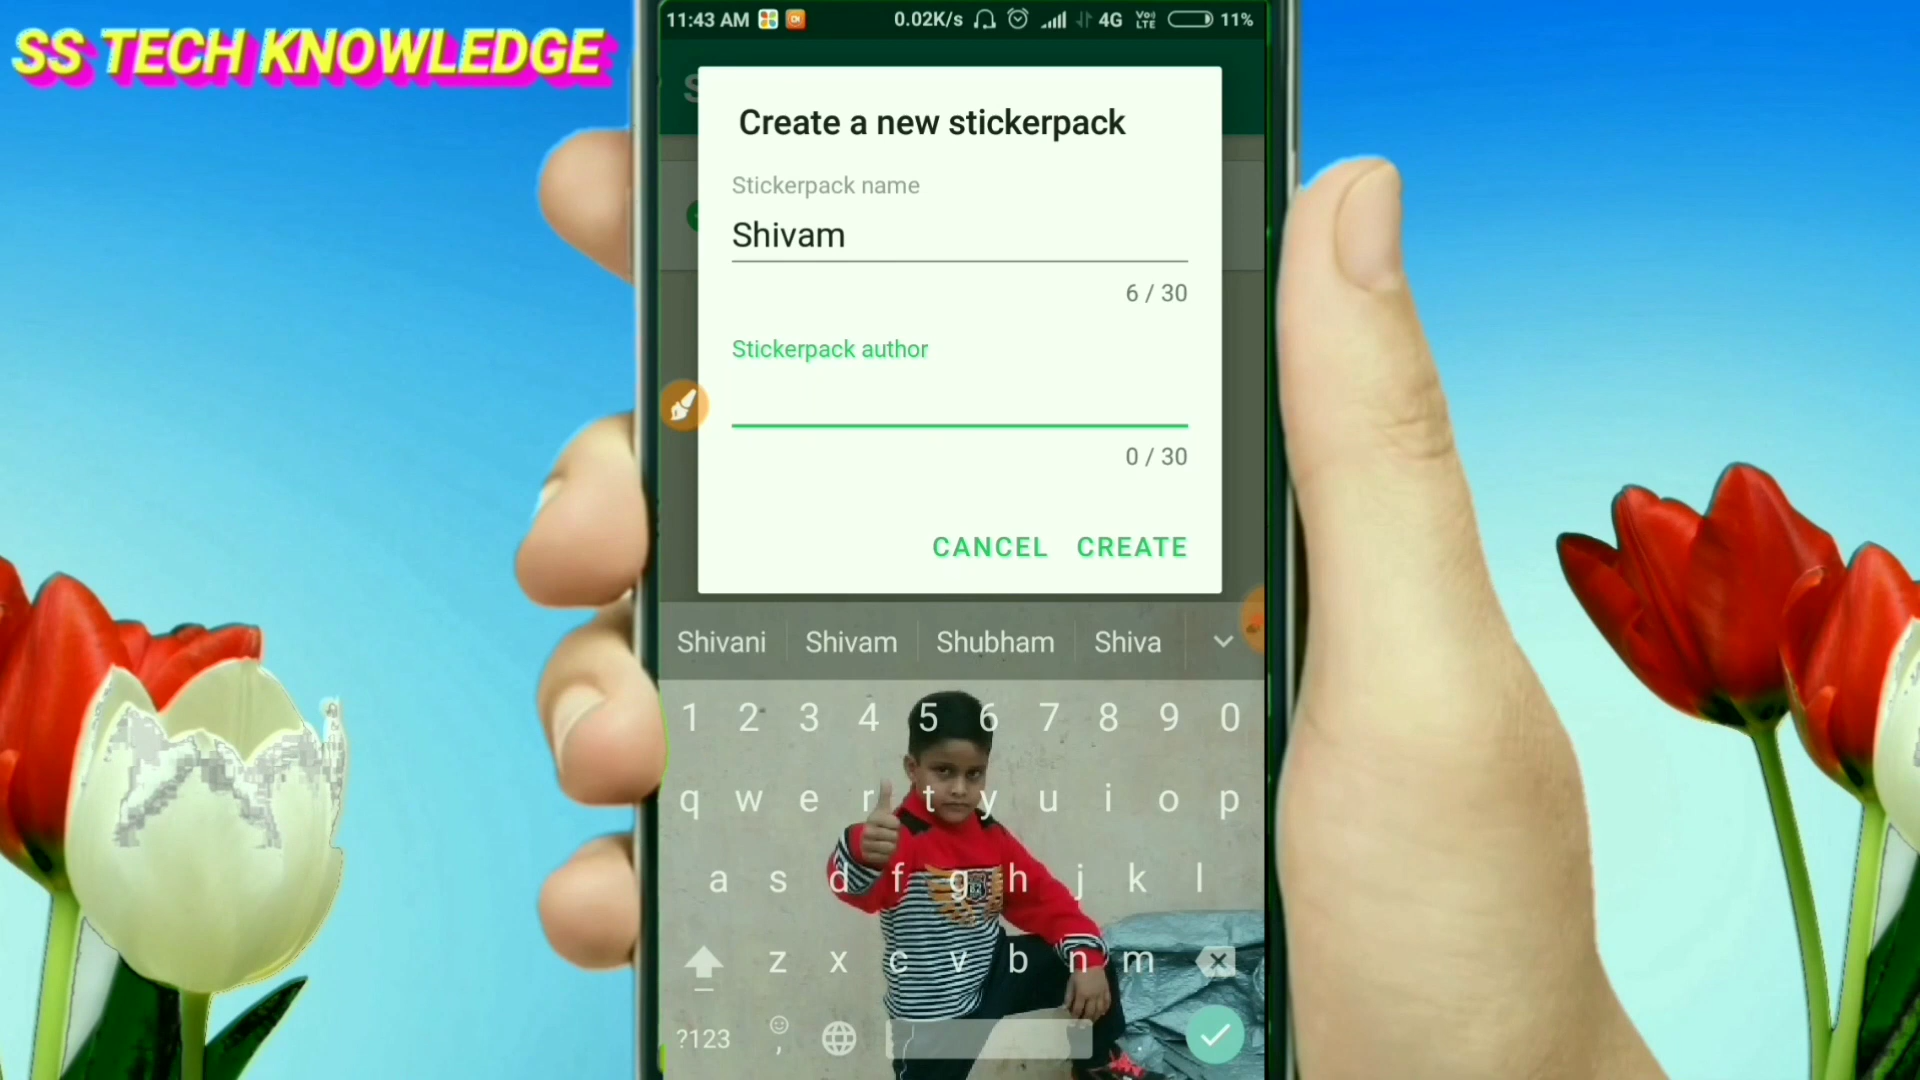 SS TECH KNOWLEDGE
11:43 AM 0.02K/s 4G Vo) LTE 11%
S
Create a new stickerpack
Stickerpack name
Shivam
6 / 30
Stickerpack author
0 / 30
CANCEL CREATE
Shivani Shivam Shubham Shiva
1 2 3 4 5 6 7 8 9 0
q w e r t y u i o p
a s d f g h j k l
z x c v b n m
?123 , .